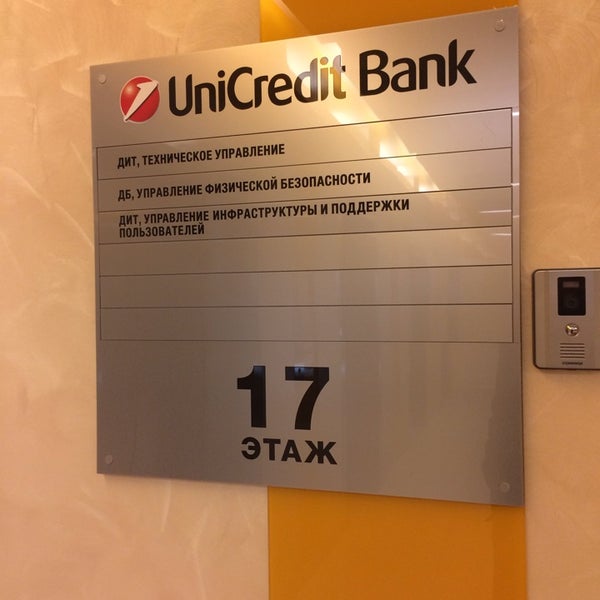 UniCredit Bank
ДИТ, ТЕХНИЧЕСКОЕ УПРАВЛЕНИЕ
ДБ, УПРАВЛЕНИЕ ФИЗИЧЕСКОЙ БЕЗОПАСНОСТИ
ДИТ, УПРАВЛЕНИЕ ИНФРАСТРУКТУРЫ И ПОДДЕРЖКИ
ПОЛЬЗОВАТЕЛЕЙ
17
ЭТАЖ